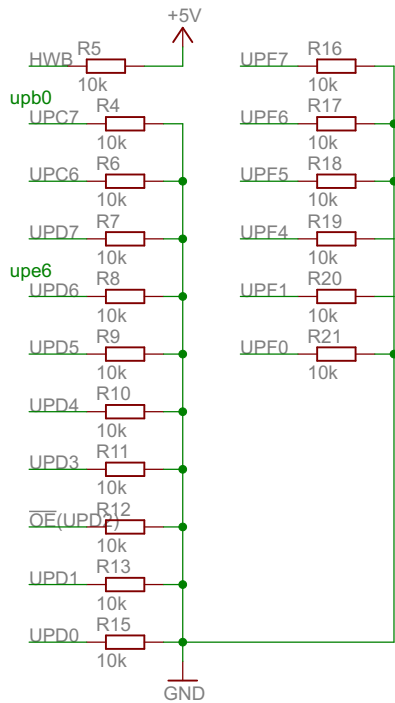 +5V
HWB R5
10k
upb0
UPC7 R4
10k
UPC6 R6
10k
UPD7 R7
10k
upe6
UPD6 R8
10k
UPD5 R9
10k
UPD4 R10
10k
UPD3 R11
10k
OE(UPD2) R12
10k
UPD1 R13
10k
UPD0 R15
10k
GND
UPF7 R16
10k
UPF6 R17
10k
UPF5 R18
10k
UPF4 R19
10k
UPF1 R20
10k
UPF0 R21
10k